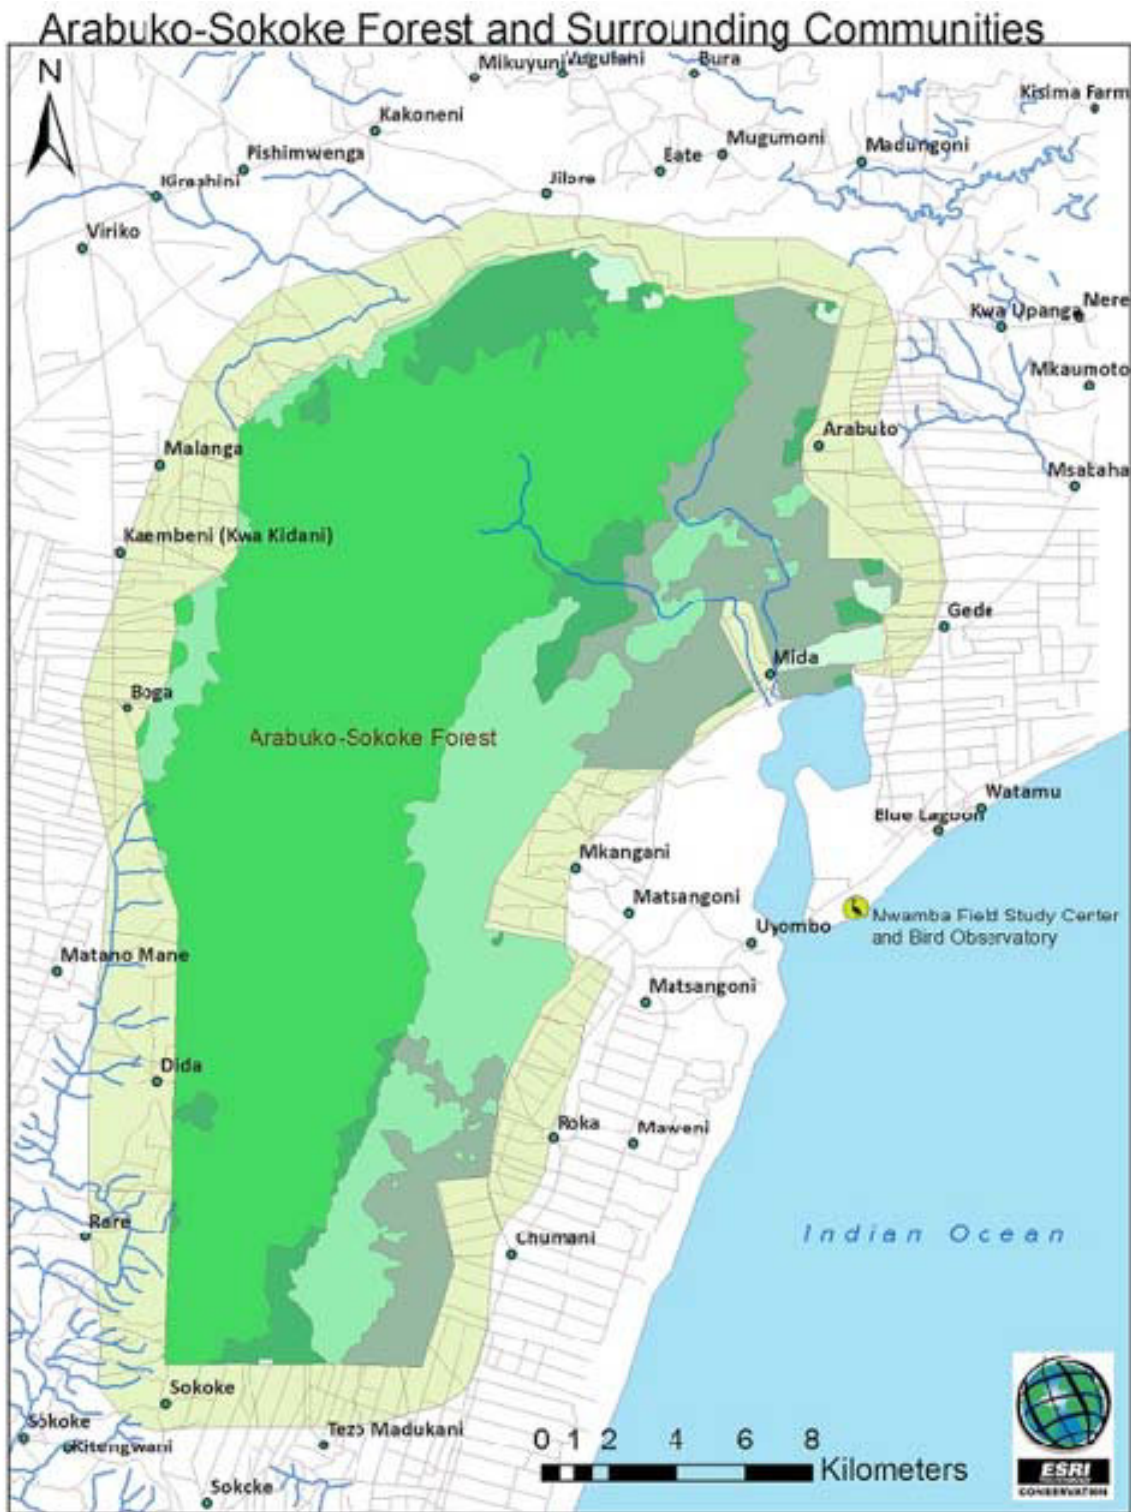 Arabuko-Sokoke Forest and Surrounding Communities
N
Mikuyuni
Bura
Kisima Farm
Kakoneni
Mugumoni
Madungoni
Pishimwenga
Eate
Jilore
Kirashini
Viriko
Kwa Upanga
Mere
Mkaumoto
Arabuko
Malanga
Msabaha
Kaembeni (Kwa Kidani)
Gede
Mida
Boga
Arabuko-Sokoke Forest
Watamu
Blue Lagoon
Mkangani
Matsangoni
Mwamba Field Study Center
and Bird Observatory
Uyombo
Matano Mane
Matsangoni
Dida
Roka
Maweni
Rare
Chumani
Indian Ocean
Sokoke
Sokoke
Kitengwani
Tezo Madukani
Sokoke
0 1 2 4 6 8
Kilometers
ESRI
CONSERVATION